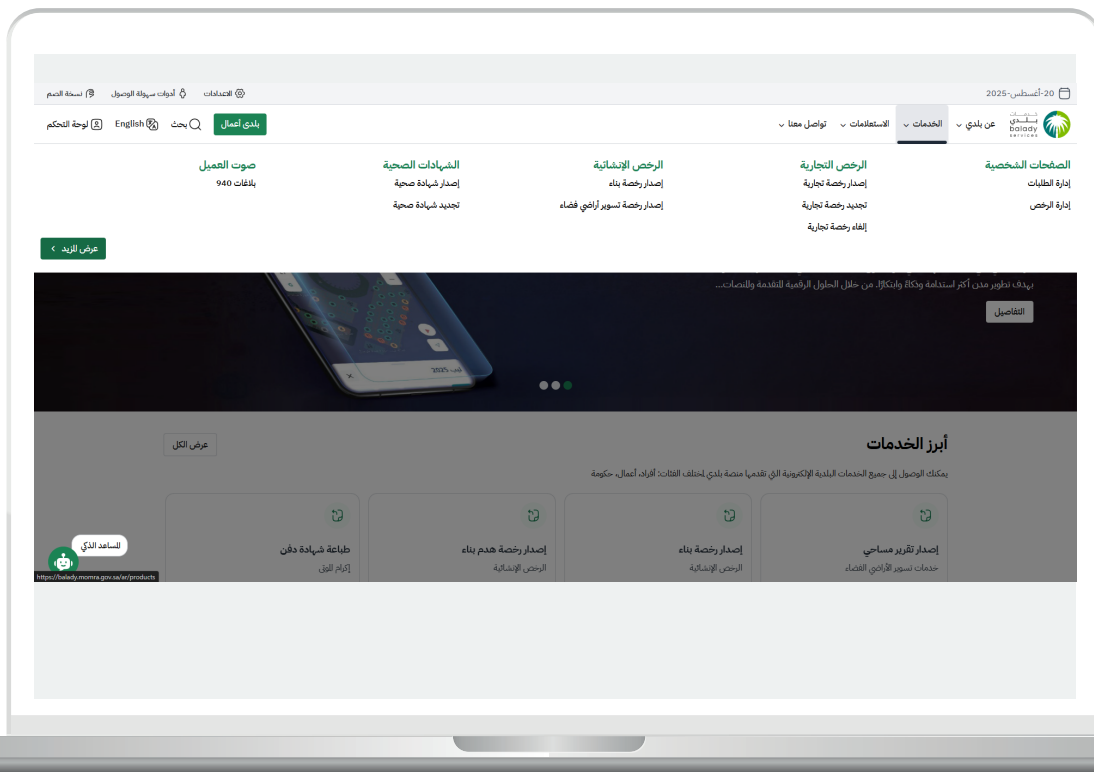 20-أغسطس-2025
الاعدادات
أدوات سهولة الوصول
نسخة الصم
خدمات
بلدي
balady
services
عن بلدي
الخدمات
الاستعلامات
تواصل معنا
بلدي أعمال
بحث
English
لوحة التحكم
الصفحات الشخصية
إدارة الطلبات
إدارة الرخص
الرخص التجارية
إصدار رخصة تجارية
تجديد رخصة تجارية
إلغاء رخصة تجارية
الرخص الإنشائية
إصدار رخصة بناء
إصدار رخصة تسوير أراضي فضاء
الشهادات الصحية
إصدار شهادة صحية
تجديد شهادة صحية
صوت العميل
بلاغات 940
عرض المزيد
يهدف تطوير مدن أكثر استدامة وذكاءً وابتكارًا. من خلال الحلول الرقمية المتقدمة والمنصات...
التفاصيل
2025
أبرز الخدمات
عرض الكل
يمكنك الوصول إلى جميع الخدمات البلدية الإلكترونية التي تقدمها منصة بلدي لمختلف الفئات: أفراد، أعمال، حكومة
إصدار تقرير مساحي
خدمات تسوير الأراضي الفضاء
إصدار رخصة بناء
الرخص الإنشائية
إصدار رخصة هدم بناء
الرخص الإنشائية
طباعة شهادة دفن
إكرام الموتى
المساعد الذكي
https://balady.momra.gov.sa/ar/products